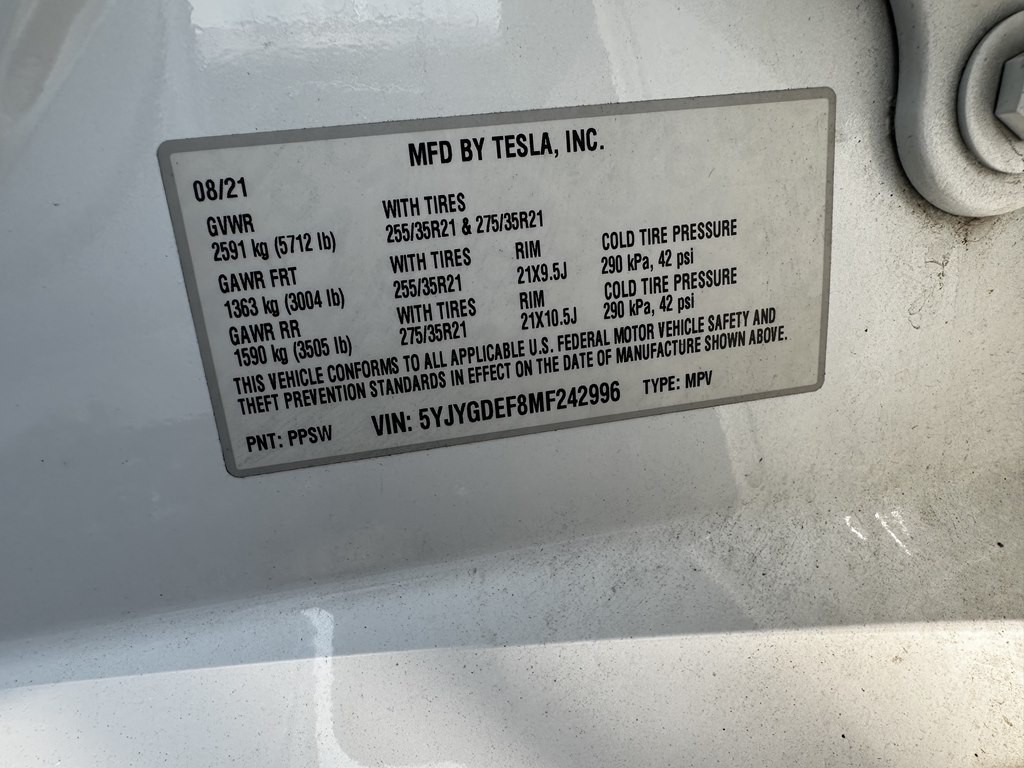 MFD BY TESLA, INC.
08/21
GVWR WITH TIRES
2591 kg (5712 lb) 255/35R21 & 275/35R21
GAWR FRT WITH TIRES RIM COLD TIRE PRESSURE
1363 kg (3004 lb) 255/35R21 21X9.5J 290 kPa, 42 psi
GAWR RR WITH TIRES RIM COLD TIRE PRESSURE
1590 kg (3505 lb) 275/35R21 21X10.5J 290 kPa, 42 psi
THIS VEHICLE CONFORMS TO ALL APPLICABLE U.S. FEDERAL MOTOR VEHICLE SAFETY AND
THEFT PREVENTION STANDARDS IN EFFECT ON THE DATE OF MANUFACTURE SHOWN ABOVE.
PNT: PPSW VIN: 5YJYGDEF8MF242996 TYPE: MPV